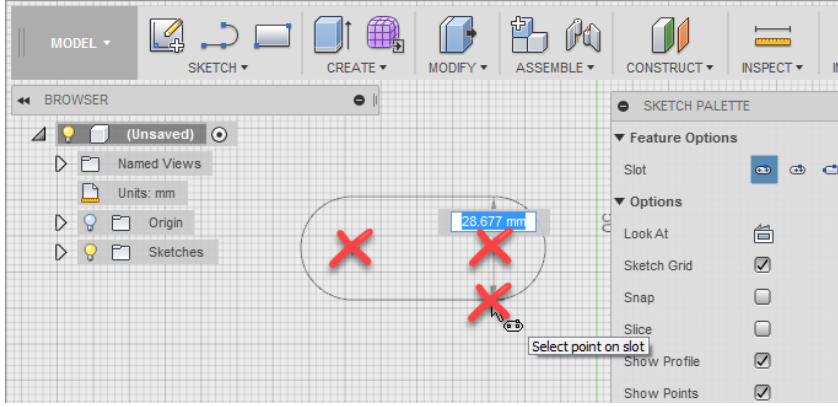 MODEL
SKETCH
CREATE
MODIFY
ASSEMBLE
CONSTRUCT
INSPECT
BROWSER
(Unsaved)
Named Views
Units: mm
Origin
Sketches
28.677 mm
50
Select point on slot
SKETCH PALETTE
Feature Options
Slot
Options
Look At
Sketch Grid
Snap
Slice
Show Profile
Show Points